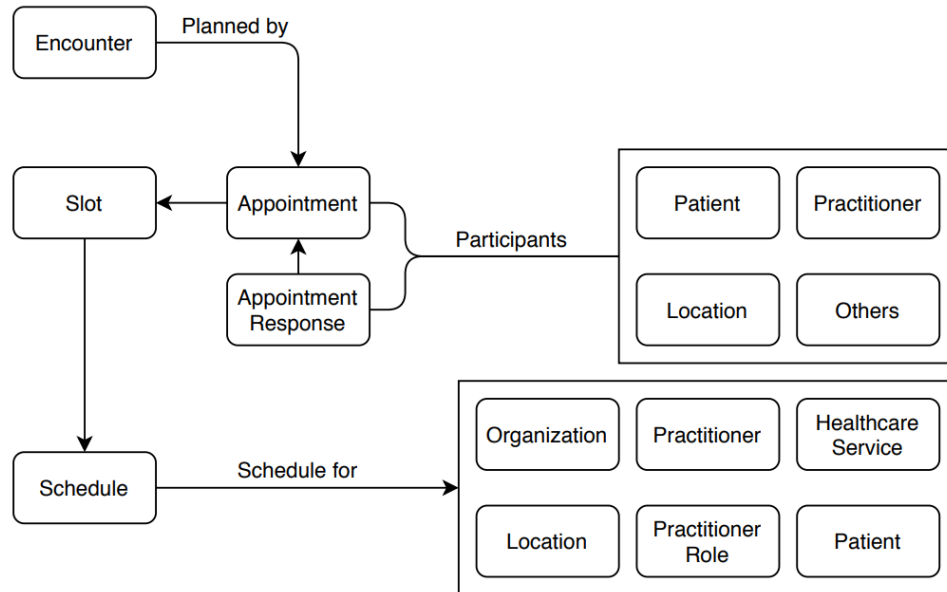 Planned by
Encounter
Slot
Appointment
Participants
Patient
Practitioner
Appointment
Response
Location
Others
Organization
Practitioner
Healthcare
Service
Schedule
Schedule for
Location
Practitioner
Role
Patient